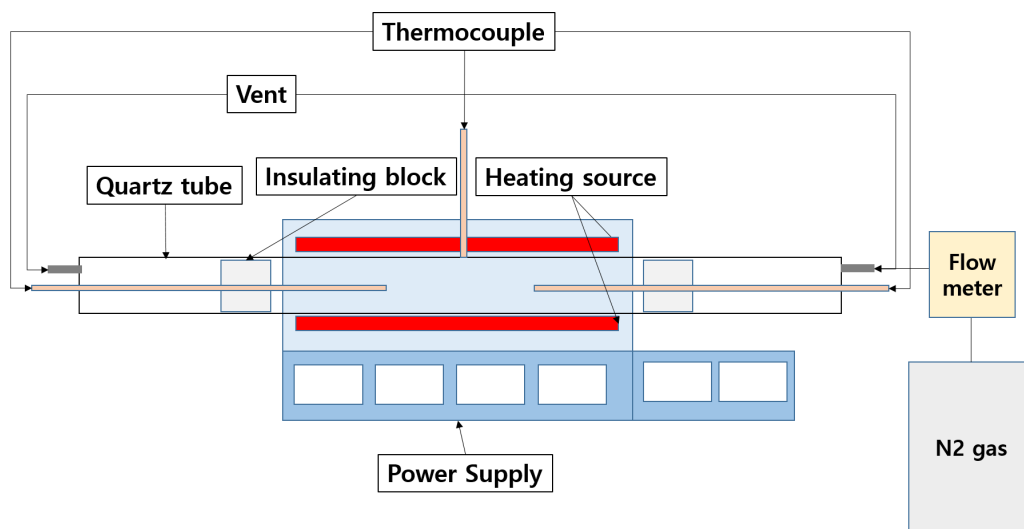 Thermocouple
Vent
Quartz tube
Insulating block
Heating source
Flow
meter
N2 gas
Power Supply